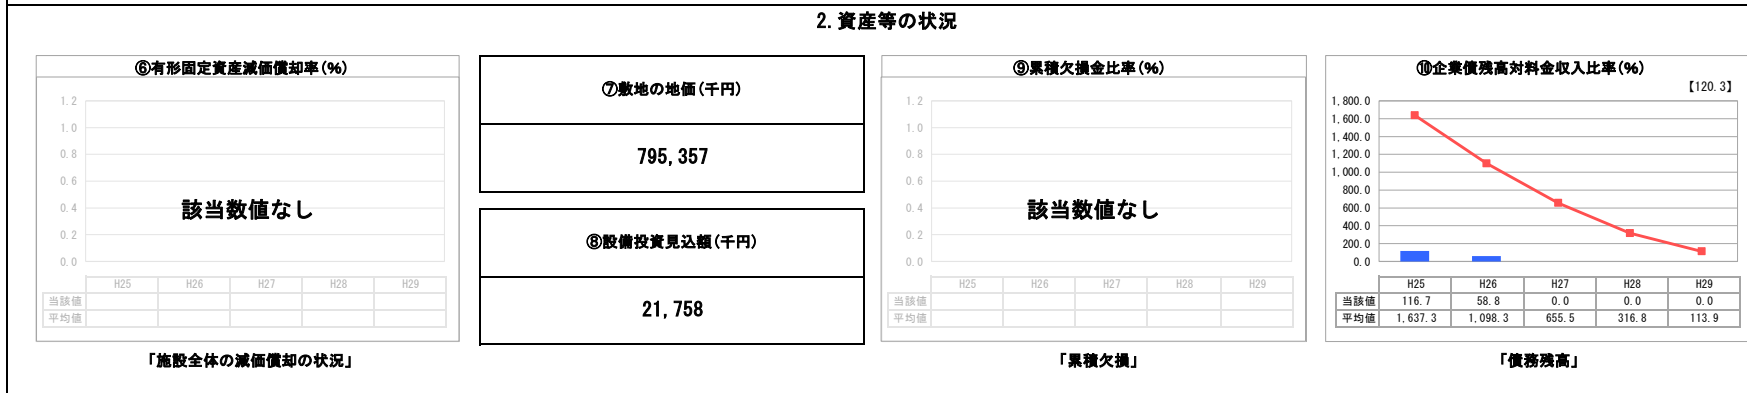 2.資産等の状況
⑥有形固定資産減価償却率(%)
1.2
1.0
0.8
0.6
0.4
0.2
0.0
該当数値なし
H25 H26 H27 H28 H29
当該値
平均値
「施設全体の減価償却の状況」
⑦敷地の地価(千円)
795,357
⑧設備投資見込額(千円)
21,758
⑨累積欠損金比率(%)
1.2
1.0
0.8
0.6
0.4
0.2
0.0
該当数値なし
H25 H26 H27 H28 H29
当該値
平均値
「累積欠損」
⑩企業債残高対料金収入比率(%)
【120.3】
1,800.0
1,600.0
1,400.0
1,200.0
1,000.0
800.0
600.0
400.0
200.0
0.0
H25 H26 H27 H28 H29
当該値 116.7 58.8 0.0 0.0 0.0
平均値 1,637.3 1,098.3 655.5 316.8 113.9
「債務残高」